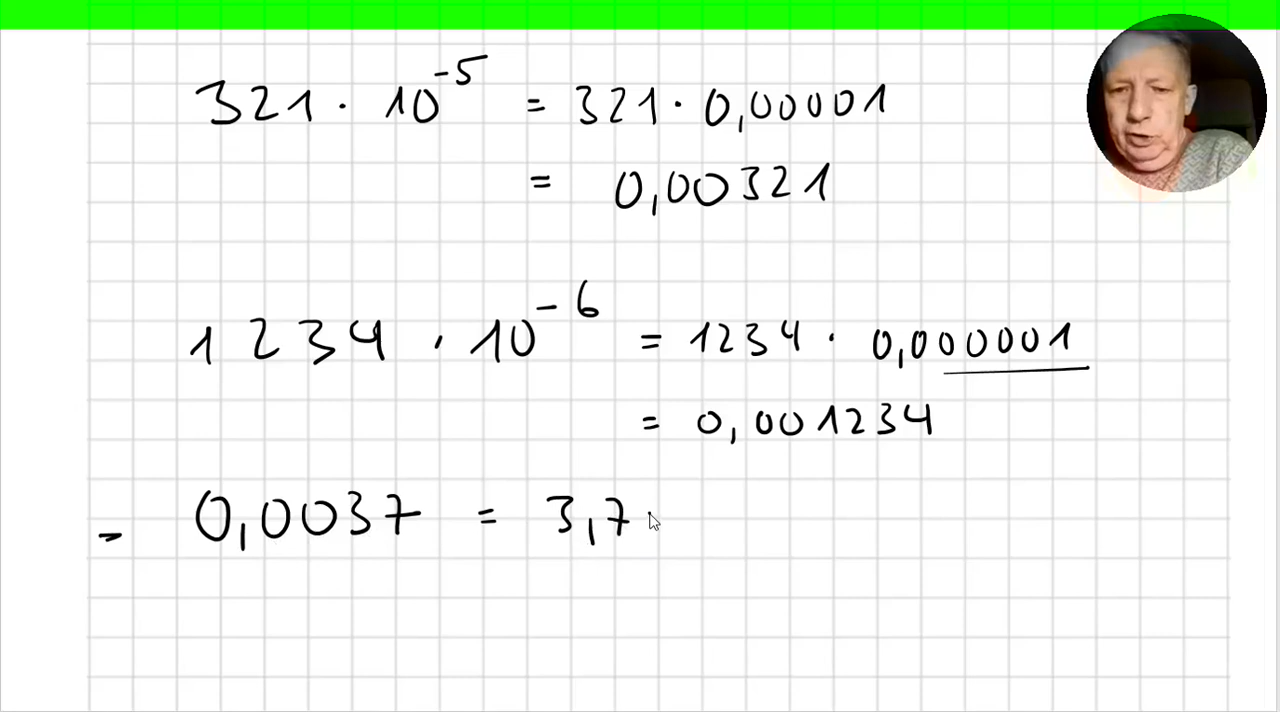 321 · 10⁻⁵ = 321 · 0,00001
= 0,00321
1234 · 10⁻⁶ = 1234 · 0,000001
= 0,001234
- 0,0037 = 3,7 ·